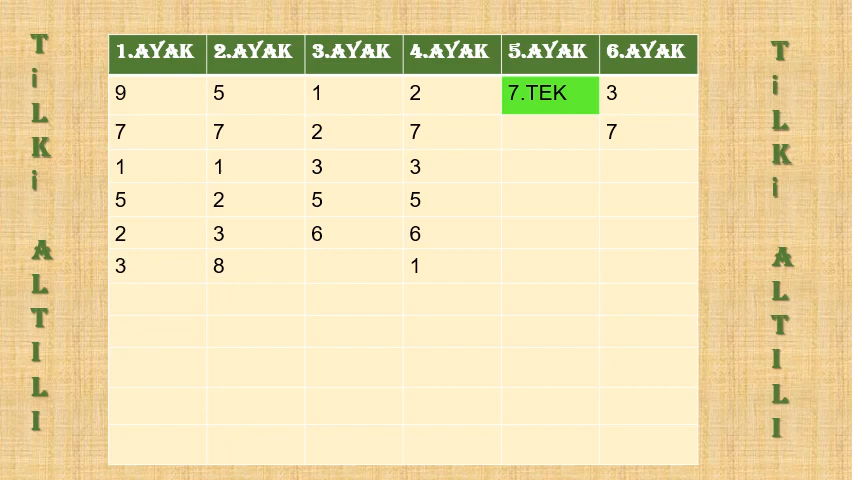 TiLKi ALTILI
1.AYAK 2.AYAK 3.AYAK 4.AYAK 5.AYAK 6.AYAK
9 5 1 2 7.TEK 3
7 7 2 7 7
1 1 3 3
5 2 5 5
2 3 6 6
3 8 1
TiLKi ALTILI